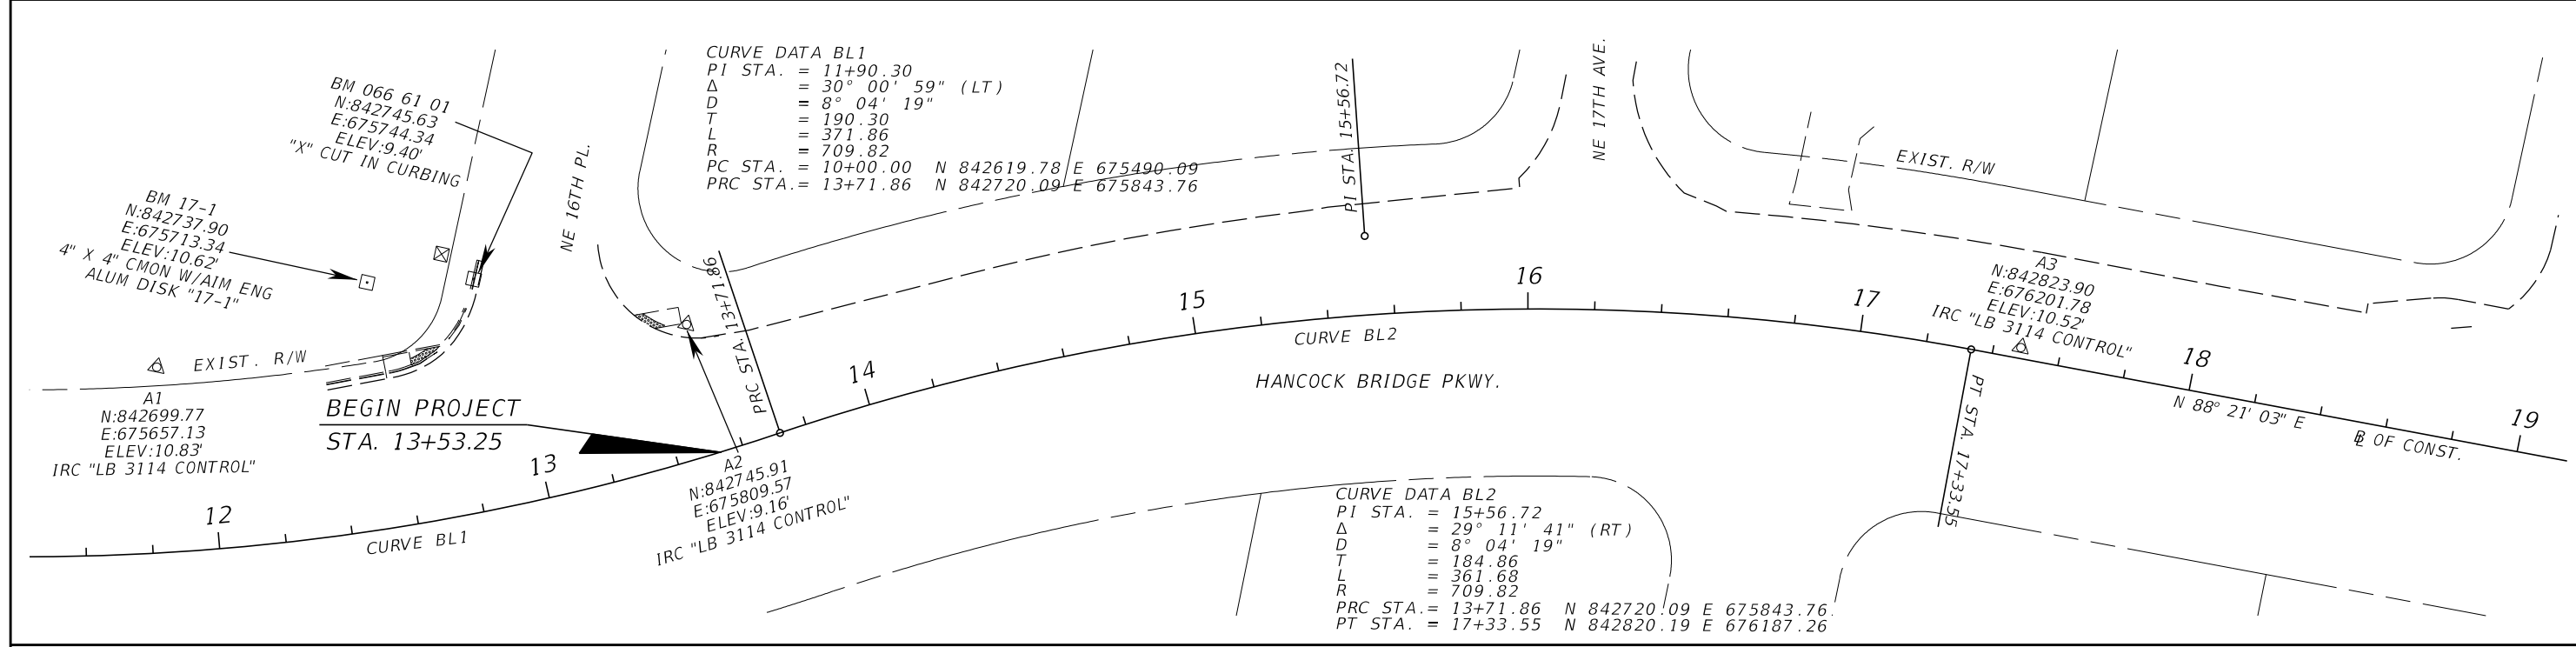 CURVE DATA BL1
PI STA. = 11+90.30
Δ = 30° 00' 59" (LT)
D = 8° 04' 19"
T = 190.30
L = 371.86
R = 709.82
PC STA. = 10+00.00 N 842619.78 E 675490.09
PRC STA.= 13+71.86 N 842720.09 E 675843.76
BM 066 61 01
N:842745.63
E:675744.34
ELEV:9.40'
"X" CUT IN CURBING
BM 17-1
N:842737.90
E:675713.34
ELEV:10.62'
4" X 4" CMON W/AIM ENG
ALUM DISK "17-1"
NE 16TH PL.
PRC STA. 13+71.86
PI STA. 15+56.72
NE 17TH AVE.
EXIST. R/W
A3
N:842823.90
E:676201.78
ELEV:10.52'
IRC "LB 3114 CONTROL"
EXIST. R/W
A1
N:842699.77
E:675657.13
ELEV:10.83'
IRC "LB 3114 CONTROL"
BEGIN PROJECT
STA. 13+53.25
12
13
14
15
16
17
18
19
CURVE BL1
CURVE BL2
HANCOCK BRIDGE PKWY.
A2
N:842745.91
E:675809.57
ELEV:9.16'
IRC "LB 3114 CONTROL"
PT STA. 17+33.55
N 88° 21' 03" E
BL OF CONST.
CURVE DATA BL2
PI STA. = 15+56.72
Δ = 29° 11' 41" (RT)
D = 8° 04' 19"
T = 184.86
L = 361.68
R = 709.82
PRC STA.= 13+71.86 N 842720.09 E 675843.76
PT STA. = 17+33.55 N 842820.19 E 676187.26